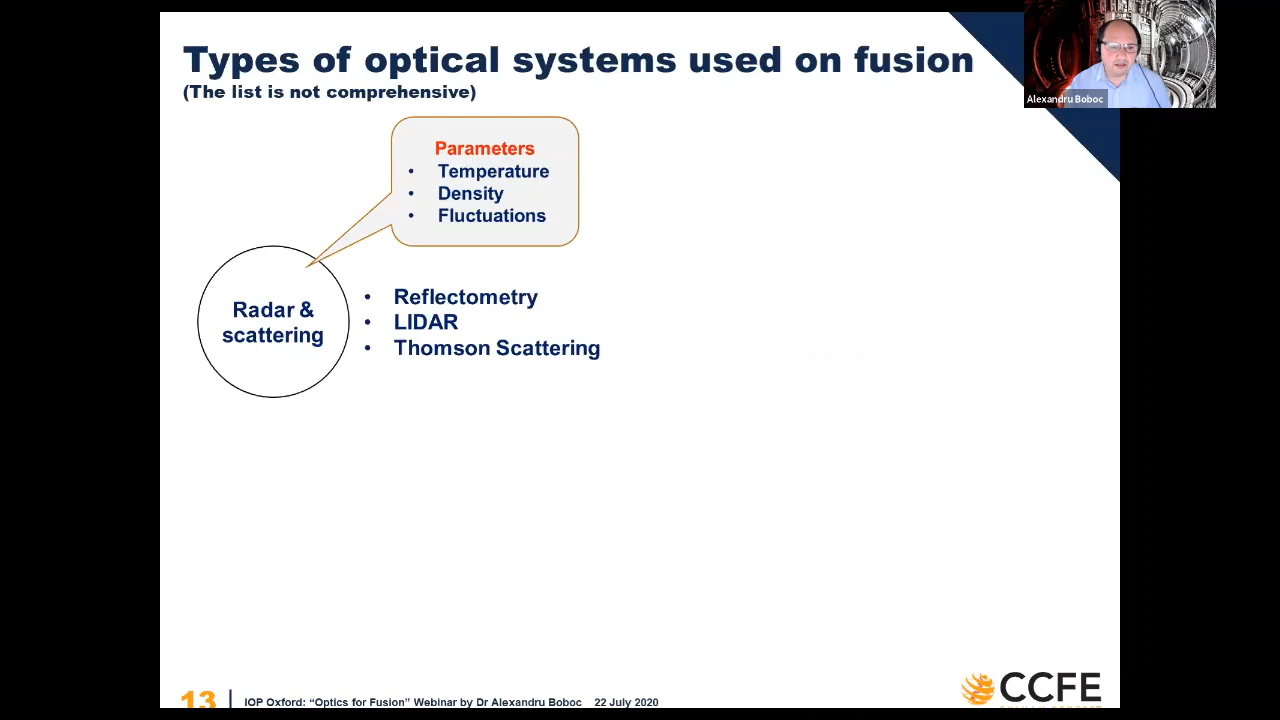 Types of optical systems used on fusion
(The list is not comprehensive)
Alexandru Boboc
Parameters
• Temperature
• Density
• Fluctuations
Radar &
scattering
• Reflectometry
• LIDAR
• Thomson Scattering
13
IOP Oxford: “Optics for Fusion” Webinar by Dr Alexandru Boboc 22 July 2020
CCFE